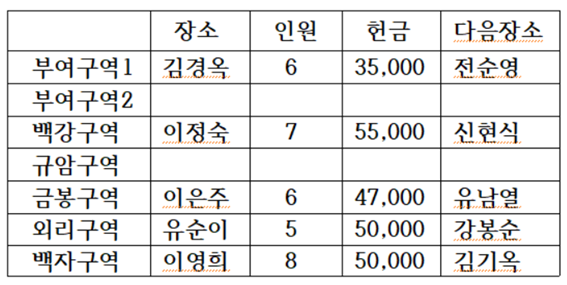 장소 인원 헌금 다음장소
부여구역1 김경옥 6 35,000 전순영
부여구역2
백강구역 이정숙 7 55,000 신현식
규암구역
금봉구역 이은주 6 47,000 유남열
외리구역 유순이 5 50,000 강봉순
백자구역 이영희 8 50,000 김기옥